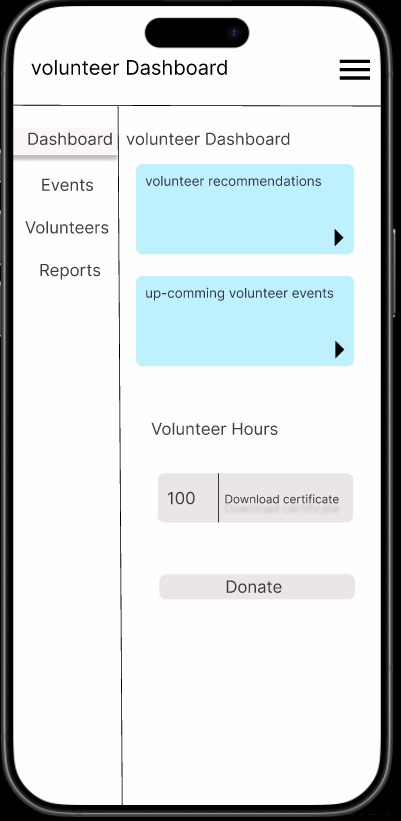 volunteer Dashboard
Dashboard
Events
Volunteers
Reports
volunteer Dashboard
volunteer recommendations
up-comming volunteer events
Volunteer Hours
100
Download certificate
Donate